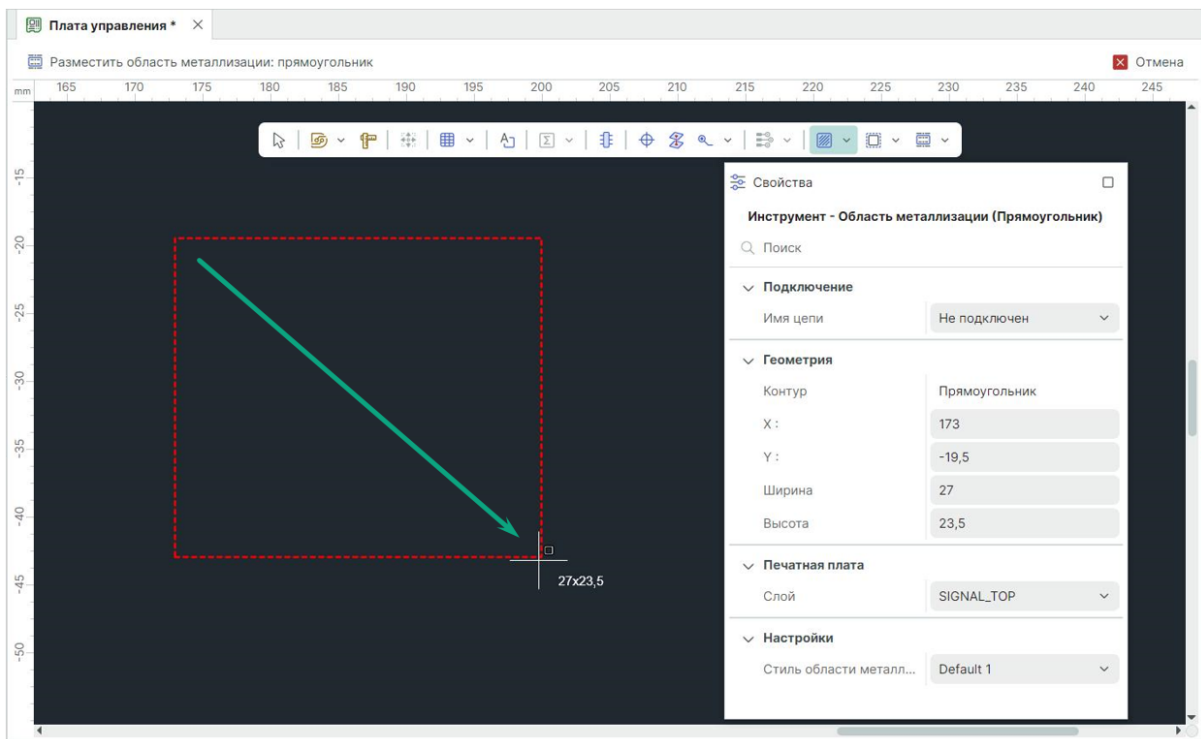 Плата управления *
Разместить область металлизации: прямоугольник
Отмена
mm 165 170 175 180 185 190 195 200 205 210 215 220 225 230 235 240 245
-15
-20
-25
-30
-35
-40
-45
-50
27x23,5
Свойства
Инструмент - Область металлизации (Прямоугольник)
Поиск
Подключение
Имя цепи Не подключен
Геометрия
Контур Прямоугольник
X : 173
Y : -19,5
Ширина 27
Высота 23,5
Печатная плата
Слой SIGNAL_TOP
Настройки
Стиль области металл... Default 1